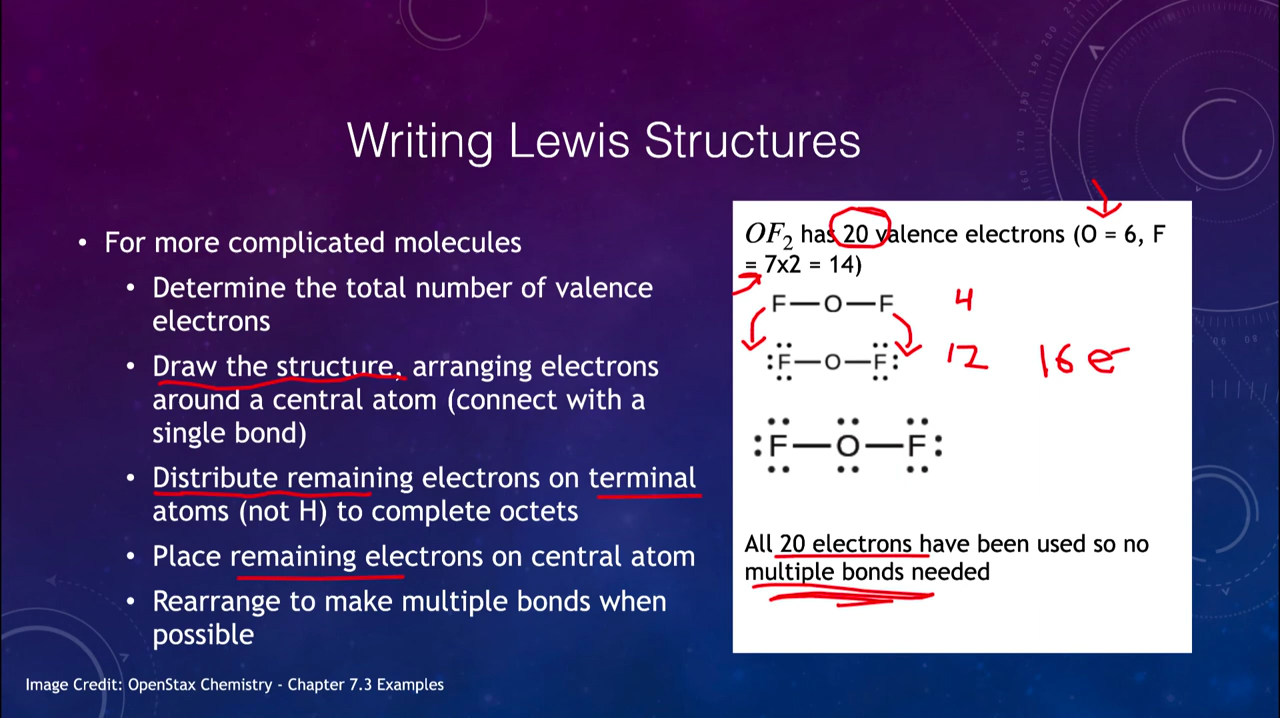 Writing Lewis Structures
• For more complicated molecules
• Determine the total number of valence
electrons
• Draw the structure, arranging electrons
around a central atom (connect with a
single bond)
• Distribute remaining electrons on terminal
atoms (not H) to complete octets
• Place remaining electrons on central atom
• Rearrange to make multiple bonds when
possible
Image Credit: OpenStax Chemistry - Chapter 7.3 Examples
OF₂ has 20 valence electrons (O = 6, F
= 7x2 = 14)
F—O—F 4
:F—O—F: 12 16 e⁻
:F—O—F:
All 20 electrons have been used so no
multiple bonds needed